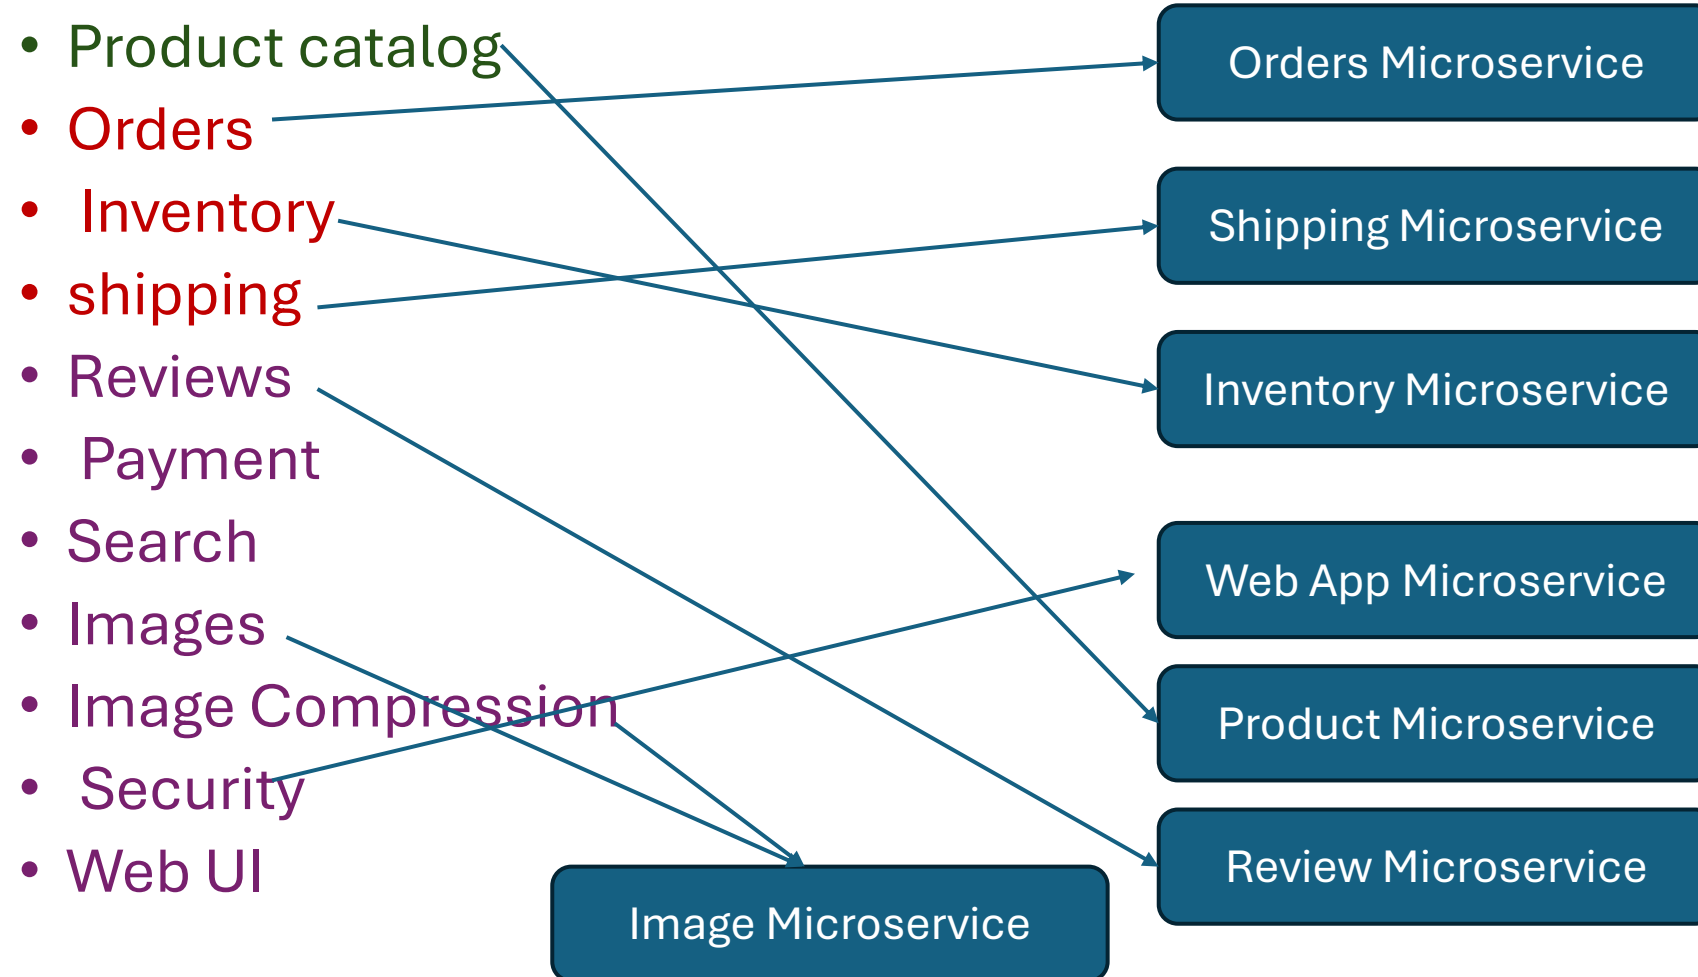 • Product catalog
• Orders
• Inventory
• shipping
• Reviews
• Payment
• Search
• Images
• Image Compression
• Security
• Web UI
Orders Microservice
Shipping Microservice
Inventory Microservice
Web App Microservice
Product Microservice
Review Microservice
Image Microservice